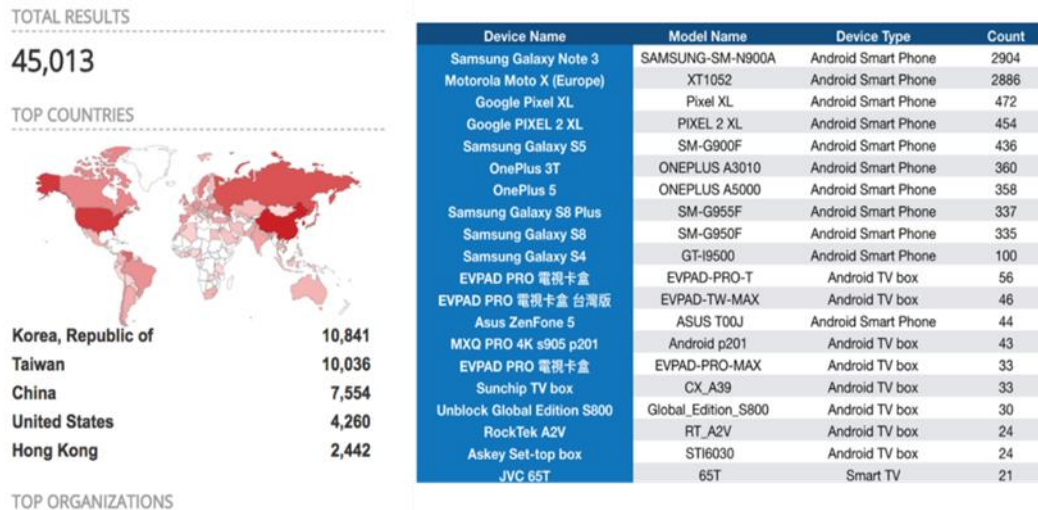 TOTAL RESULTS
45,013
TOP COUNTRIES
Korea, Republic of 10,841
Taiwan 10,036
China 7,554
United States 4,260
Hong Kong 2,442
TOP ORGANIZATIONS
Device Name Model Name Device Type Count
Samsung Galaxy Note 3 SAMSUNG-SM-N900A Android Smart Phone 2904
Motorola Moto X (Europe) XT1052 Android Smart Phone 2886
Google Pixel XL Pixel XL Android Smart Phone 472
Google PIXEL 2 XL PIXEL 2 XL Android Smart Phone 454
Samsung Galaxy S5 SM-G900F Android Smart Phone 436
OnePlus 3T ONEPLUS A3010 Android Smart Phone 360
OnePlus 5 ONEPLUS A5000 Android Smart Phone 358
Samsung Galaxy S8 Plus SM-G955F Android Smart Phone 337
Samsung Galaxy S8 SM-G950F Android Smart Phone 335
Samsung Galaxy S4 GT-I9500 Android Smart Phone 100
EVPAD PRO 電視卡盒 EVPAD-PRO-T Android TV box 56
EVPAD PRO 電視卡盒 台灣版 EVPAD-TW-MAX Android TV box 46
Asus ZenFone 5 ASUS T00J Android Smart Phone 44
MXQ PRO 4K s905 p201 Android p201 Android TV box 43
EVPAD PRO 電視卡盒 EVPAD-PRO-MAX Android TV box 33
Sunchip TV box CX_A39 Android TV box 33
Unblock Global Edition S800 Global_Edition_S800 Android TV box 30
RockTek A2V RT_A2V Android TV box 24
Askey Set-top box STI6030 Android TV box 24
JVC 65T 65T Smart TV 21